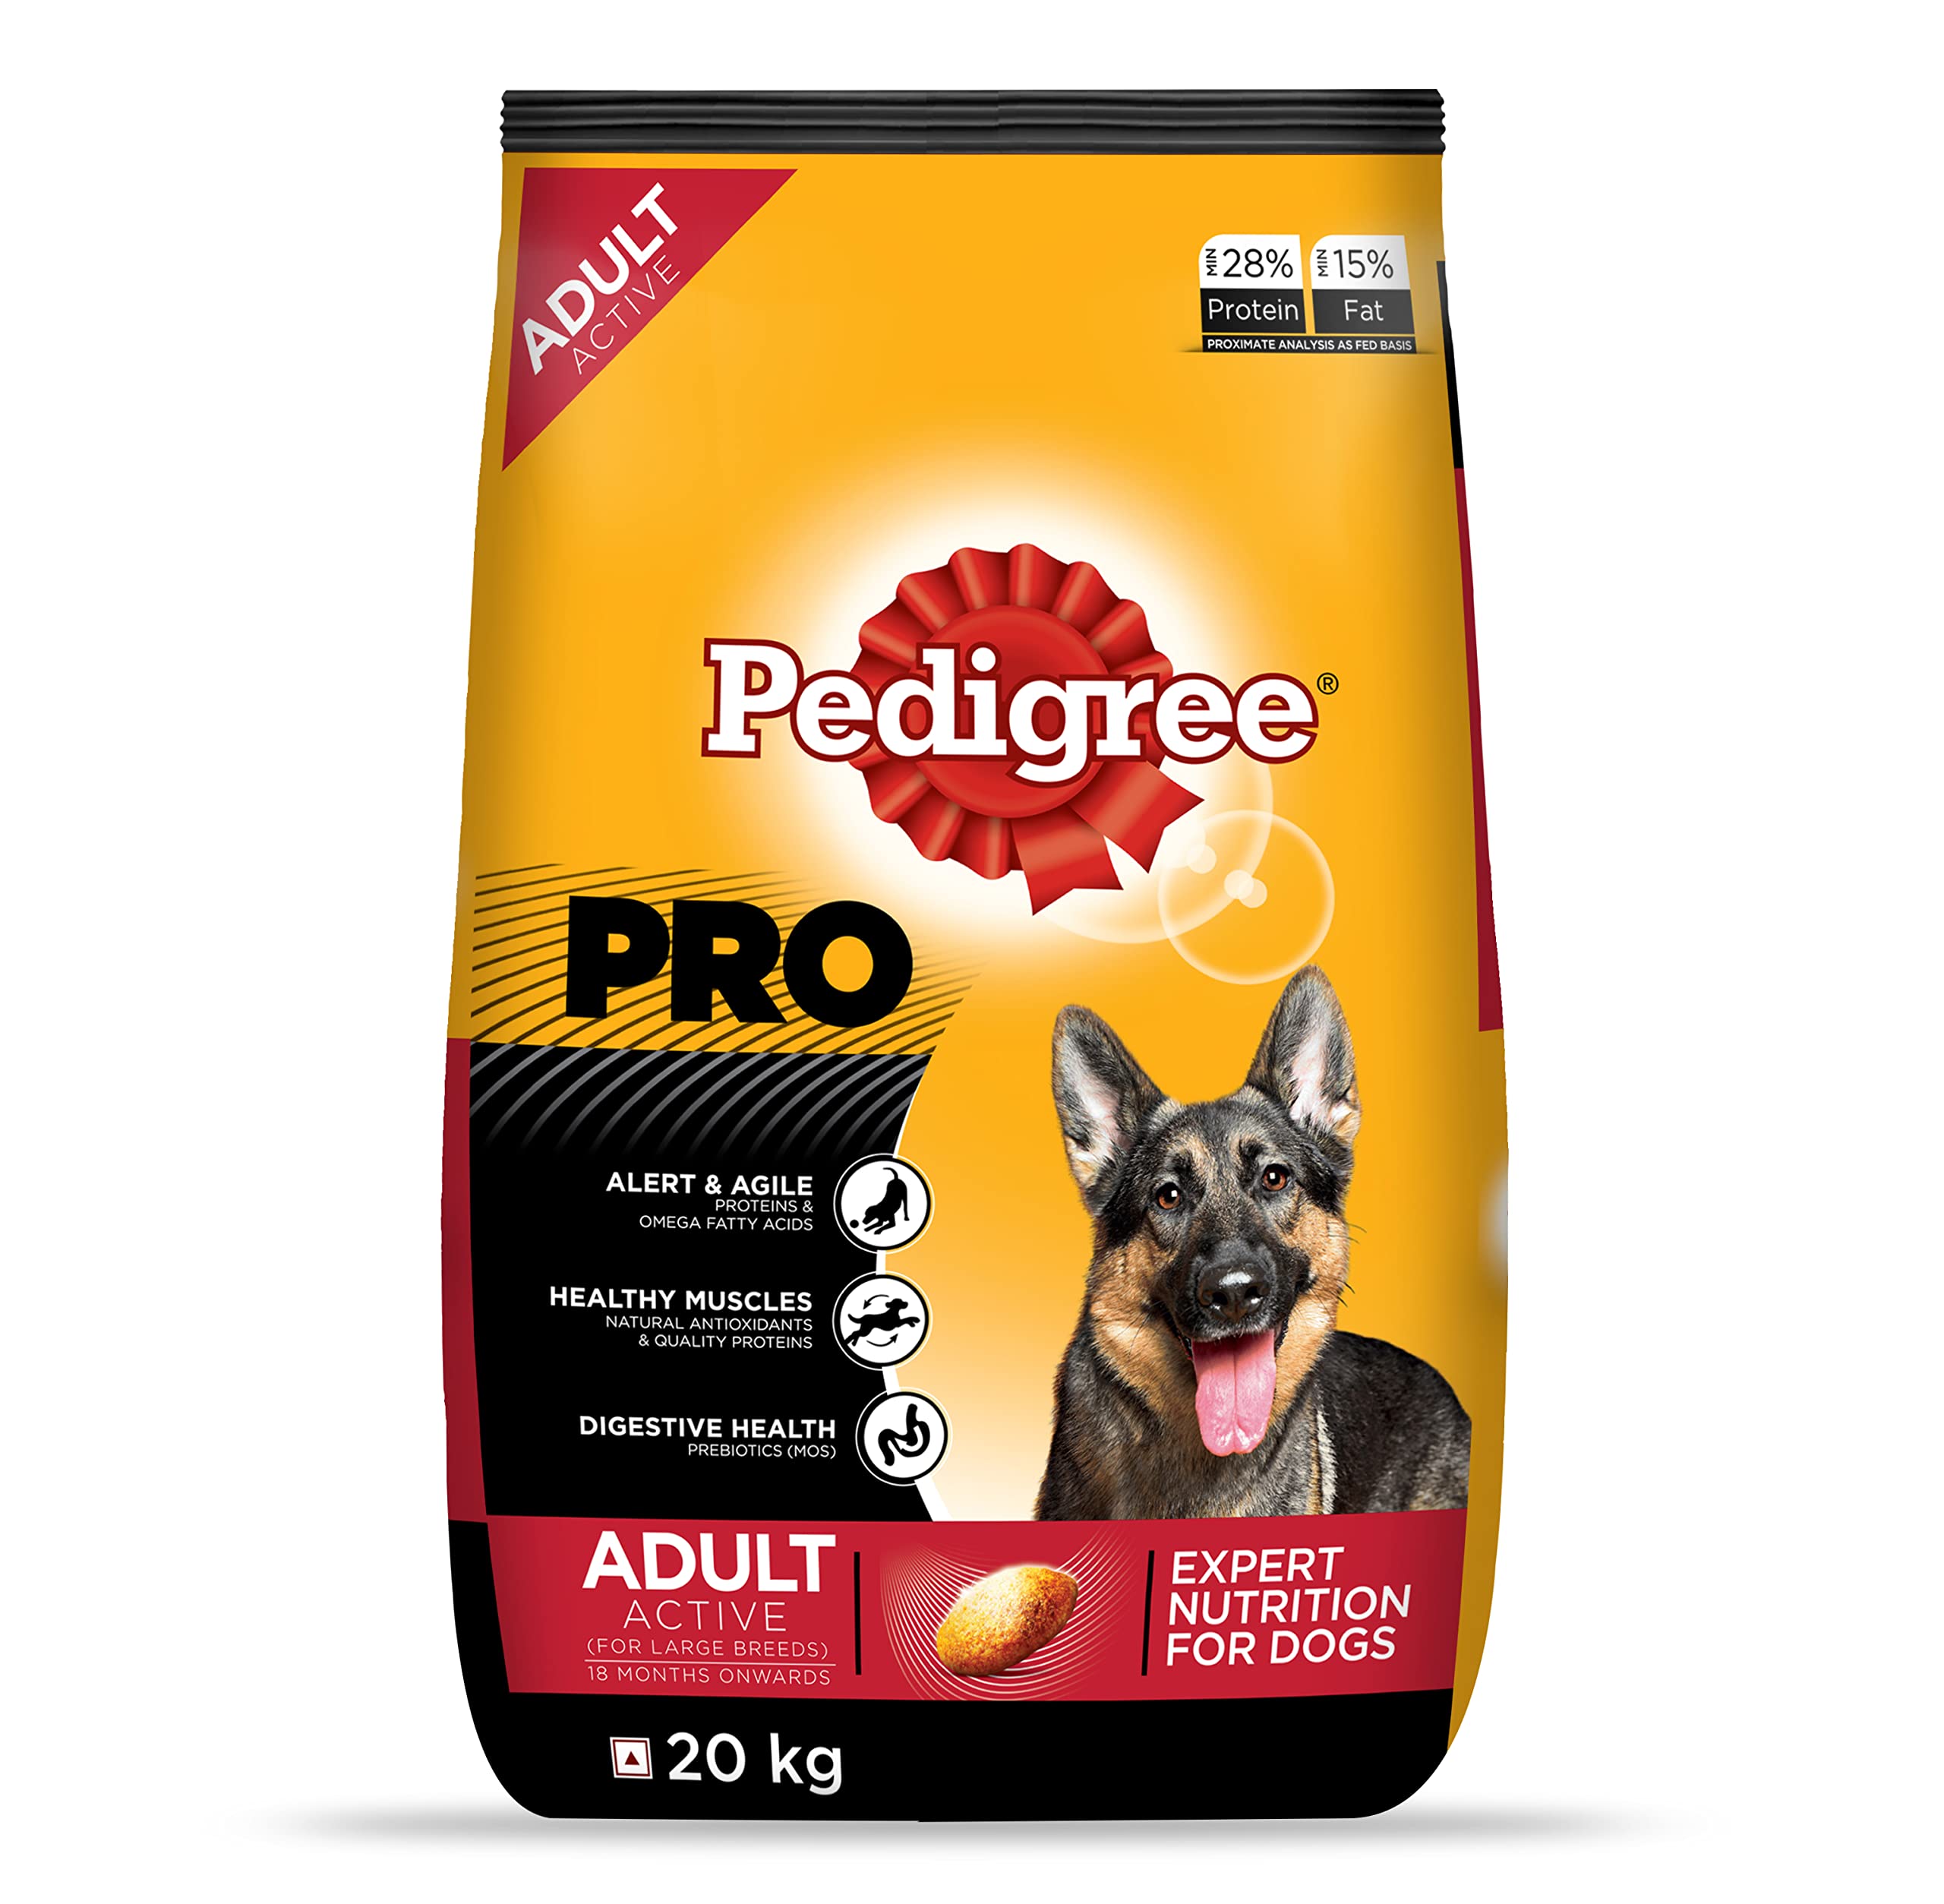 ADULT
ACTIVE
MIN 28% Protein
MIN 15% Fat
PROXIMATE ANALYSIS AS FED BASIS
Pedigree®
PRO
ALERT & AGILE
PROTEINS &
OMEGA FATTY ACIDS
HEALTHY MUSCLES
NATURAL ANTIOXIDANTS
& QUALITY PROTEINS
DIGESTIVE HEALTH
PREBIOTICS (MOS)
ADULT
ACTIVE
(FOR LARGE BREEDS)
18 MONTHS ONWARDS
EXPERT
NUTRITION
FOR DOGS
20 kg